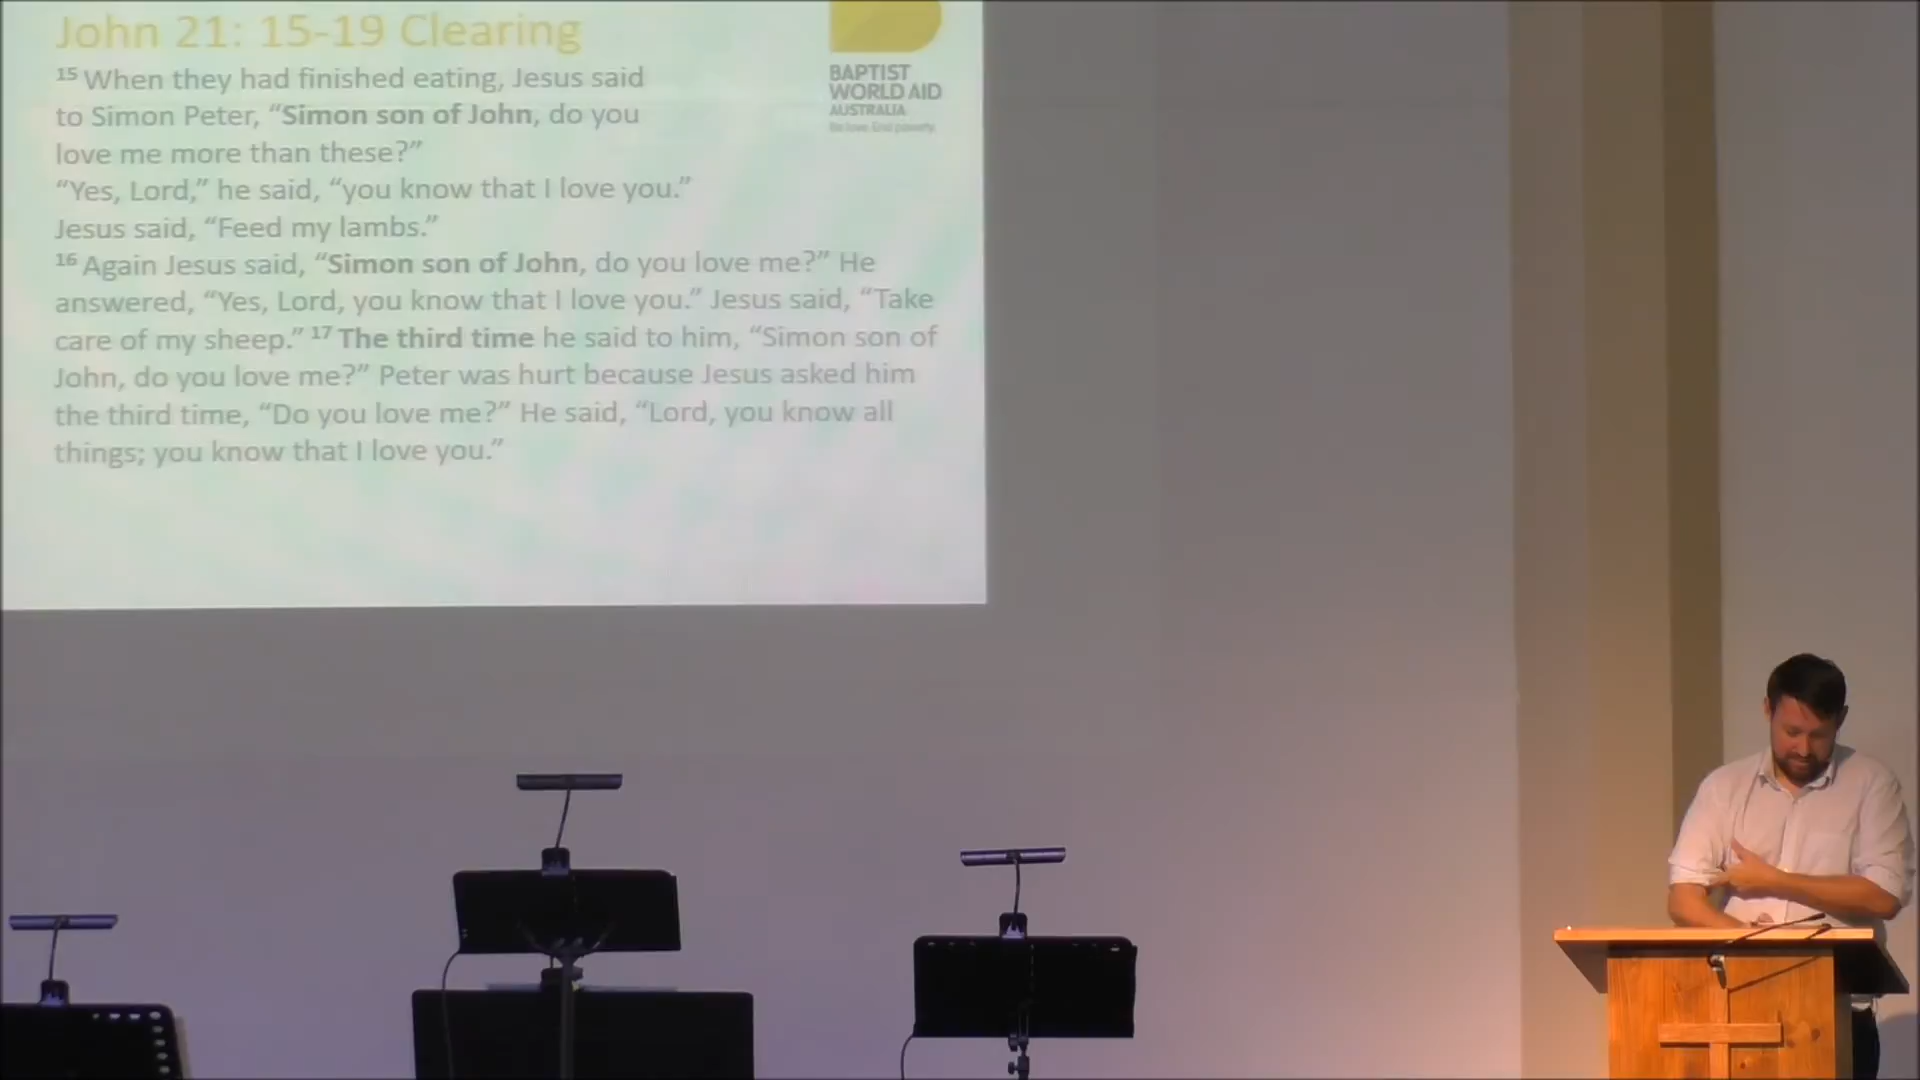 John 21: 15-19 Clearing
15 When they had finished eating, Jesus said
to Simon Peter, “Simon son of John, do you
love me more than these?”
“Yes, Lord,” he said, “you know that I love you.”
Jesus said, “Feed my lambs.”
16 Again Jesus said, “Simon son of John, do you love me?” He
answered, “Yes, Lord, you know that I love you.” Jesus said, “Take
care of my sheep.” 17 The third time he said to him, “Simon son of
John, do you love me?” Peter was hurt because Jesus asked him
the third time, “Do you love me?” He said, “Lord, you know all
things; you know that I love you.”
BAPTIST
WORLD AID
AUSTRALIA
Be love. End poverty.